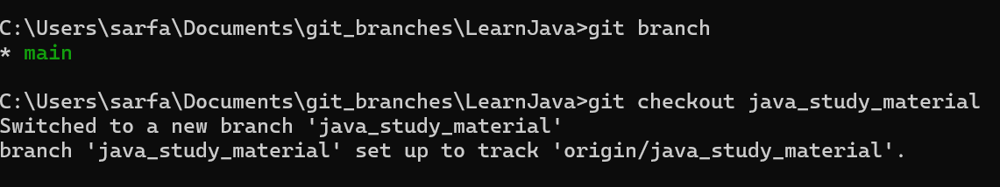 C:\Users\sarfa\Documents\git_branches\LearnJava>git branch
* main
C:\Users\sarfa\Documents\git_branches\LearnJava>git checkout java_study_material
Switched to a new branch 'java_study_material'
branch 'java_study_material' set up to track 'origin/java_study_material'.